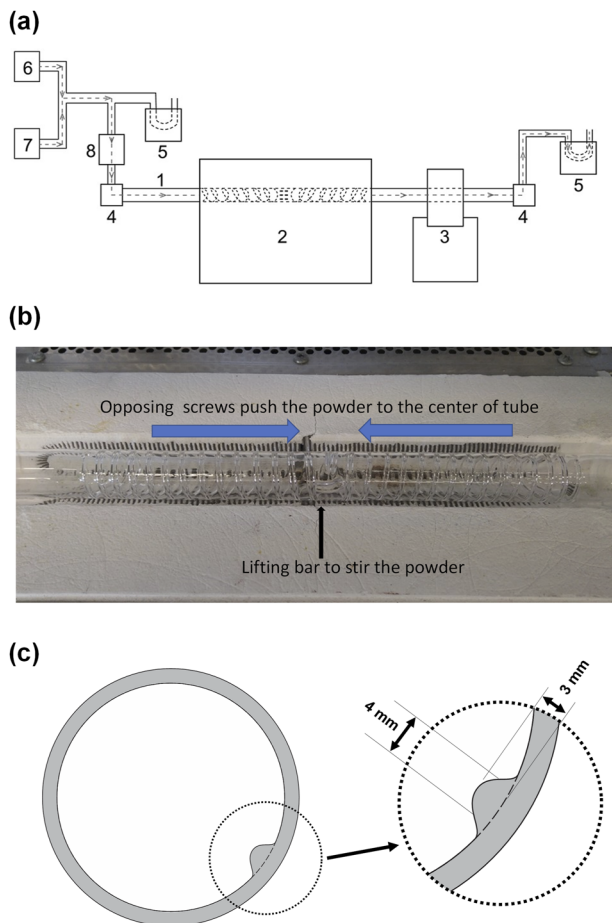 (a)
6
7
8
5
4
1
2
3
4
5
(b)
Opposing screws push the powder to the center of tube
Lifting bar to stir the powder
(c)
4 mm
3 mm